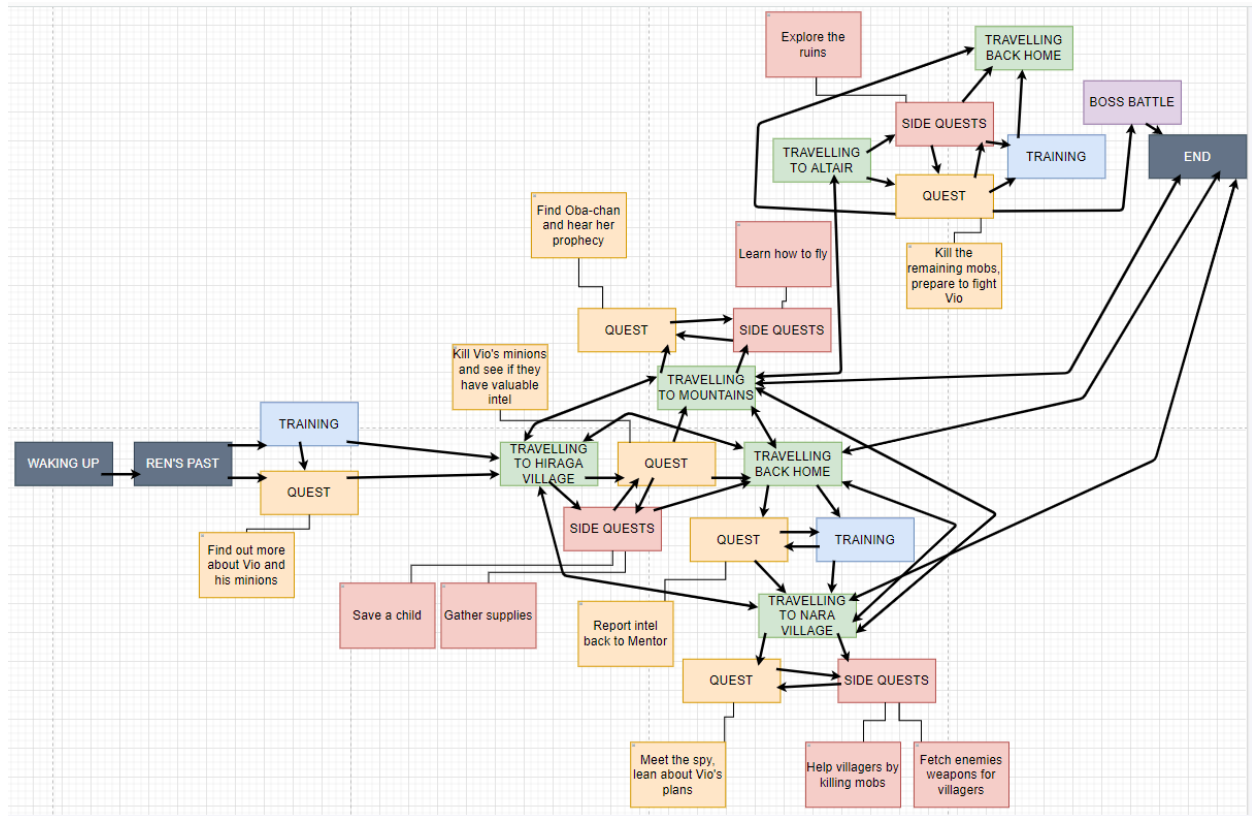 Explore the
ruins
TRAVELLING
BACK HOME
BOSS BATTLE
SIDE QUESTS
TRAVELLING
TO ALTAIR
TRAINING
END
QUEST
Find Oba-chan
and hear her
prophecy
Learn how to fly
Kill the
remaining mobs,
prepare to fight
Vio
QUEST
SIDE QUESTS
Kill Vio's minions
and see if they
have valuable
intel
TRAVELLING
TO MOUNTAINS
TRAINING
WAKING UP
REN'S PAST
TRAVELLING
TO HIRAGA
VILLAGE
QUEST
TRAVELLING
BACK HOME
QUEST
SIDE QUESTS
QUEST
TRAINING
Find out more
about Vio and
his minions
Save a child
Gather supplies
Report intel
back to Mentor
TRAVELLING
TO NARA
VILLAGE
QUEST
SIDE QUESTS
Meet the spy,
lean about Vio's
plans
Help villagers by
killing mobs
Fetch enemies
weapons for
villagers